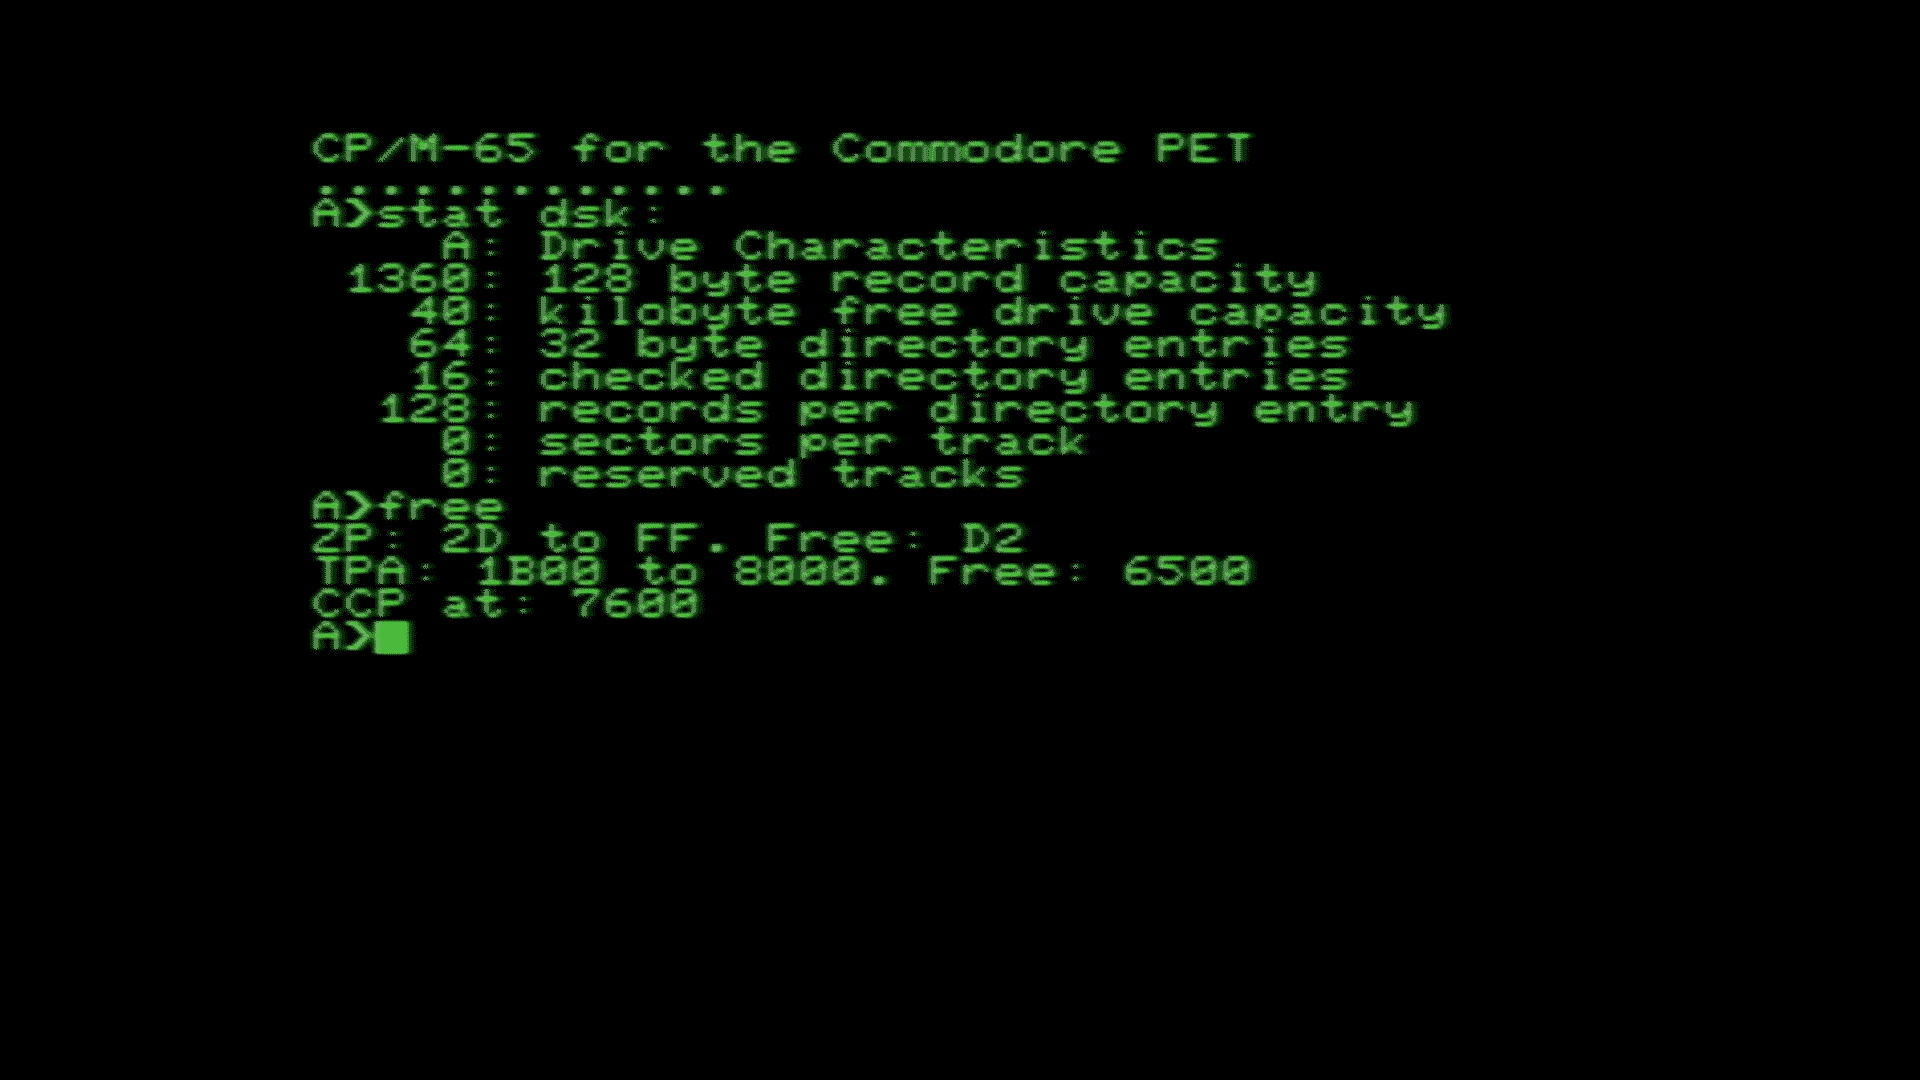 CP/M-65 for the Commodore PET
.............
A>stat dsk:
A: Drive Characteristics
1360: 128 byte record capacity
40: kilobyte free drive capacity
64: 32 byte directory entries
16: checked directory entries
128: records per directory entry
0: sectors per track
0: reserved tracks
A>free
ZP: 2D to FF. Free: D2
TPA: 1B00 to 8000. Free: 6500
CCP at: 7600
A>